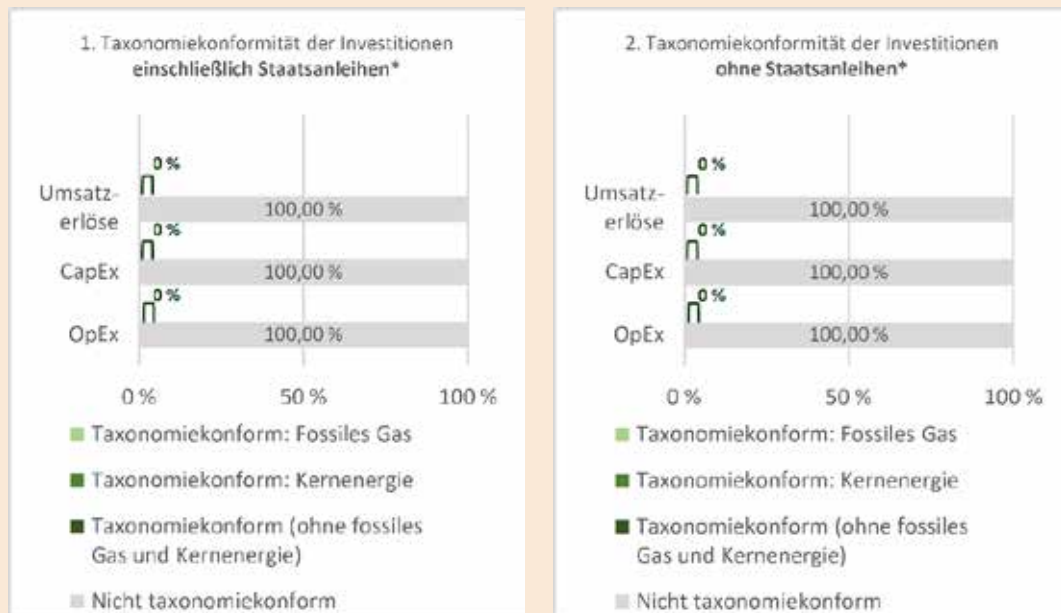 1. Taxonomiekonformität der Investitionen
einschließlich Staatsanleihen*
0 %
Umsatz-
erlöse
100,00 %
0 %
CapEx
100,00 %
0 %
OpEx
100,00 %
0 %
50 %
100 %
Taxonomiekonform: Fossiles Gas
Taxonomiekonform: Kernenergie
Taxonomiekonform (ohne fossiles
Gas und Kernenergie)
Nicht taxonomiekonform
2. Taxonomiekonformität der Investitionen
ohne Staatsanleihen*
0 %
Umsatz-
erlöse
100,00 %
0 %
CapEx
100,00 %
0 %
OpEx
100,00 %
0 %
50 %
100 %
Taxonomiekonform: Fossiles Gas
Taxonomiekonform: Kernenergie
Taxonomiekonform (ohne fossiles
Gas und Kernenergie)
Nicht taxonomiekonform